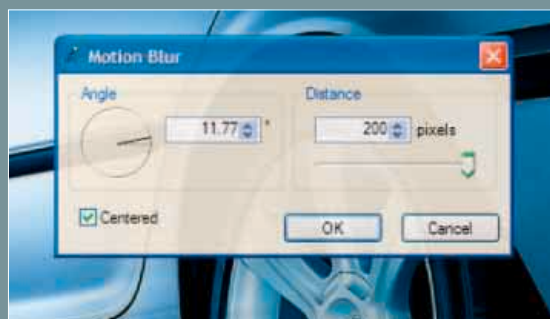 Motion Blur
Angle
Distance
11.77 °
200 pixels
Centered
OK
Cancel